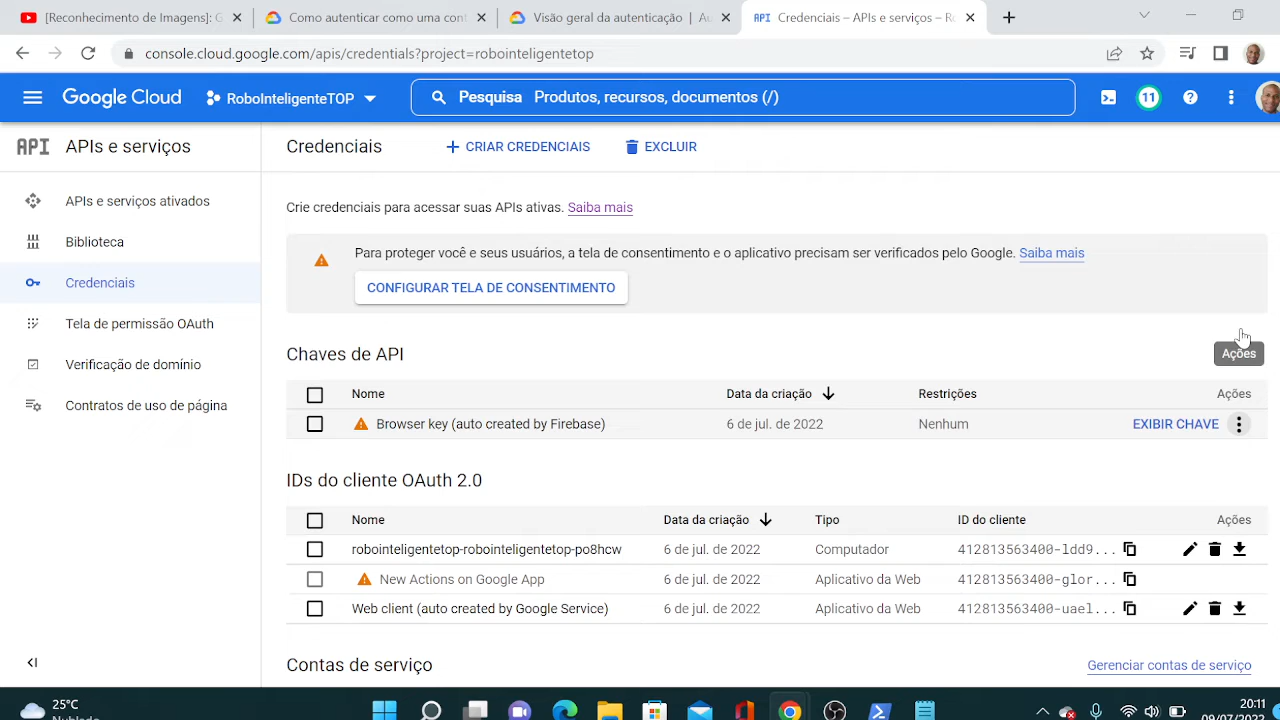 [Reconhecimento de Imagens]: G
Como autenticar como uma cont
Visão geral da autenticação | Au
API Credenciais – APIs e serviços – Ro
console.cloud.google.com/apis/credentials?project=robointeligentetop
Google Cloud
RoboInteligenteTOP
Pesquisa Produtos, recursos, documentos (/)
11
API APIs e serviços
Credenciais
CRIAR CREDENCIAIS
EXCLUIR
APIs e serviços ativados
Biblioteca
Credenciais
Tela de permissão OAuth
Verificação de domínio
Contratos de uso de página
Crie credenciais para acessar suas APIs ativas. Saiba mais
Para proteger você e seus usuários, a tela de consentimento e o aplicativo precisam ser verificados pelo Google. Saiba mais
CONFIGURAR TELA DE CONSENTIMENTO
Chaves de API
Ações
Nome Data da criação Restrições Ações
Browser key (auto created by Firebase) 6 de jul. de 2022 Nenhum EXIBIR CHAVE
IDs do cliente OAuth 2.0
Nome Data da criação Tipo ID do cliente Ações
robointeligentetop-robointeligentetop-po8hcw 6 de jul. de 2022 Computador 412813563400-ldd9...
New Actions on Google App 6 de jul. de 2022 Aplicativo da Web 412813563400-glor...
Web client (auto created by Google Service) 6 de jul. de 2022 Aplicativo da Web 412813563400-uael...
Contas de serviço
Gerenciar contas de serviço
25°C
Nublado
20:11
09/07/2022